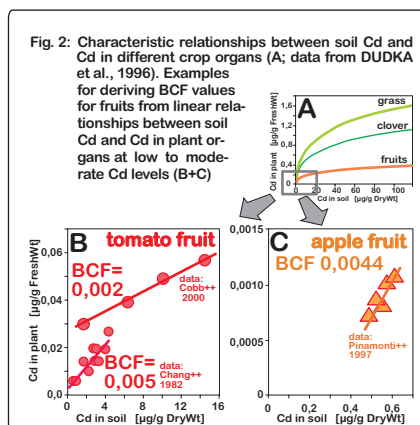 Fig. 2: Characteristic relationships between soil Cd and
Cd in different crop organs (A; data from DUDKA
et al., 1996). Examples
for deriving BCF values
for fruits from linear rela-
tionships between soil
Cd and Cd in plant or-
gans at low to mode-
rate Cd levels (B+C)
A
grass
clover
fruits
Cd in plant [µg/g FreshWt]
1,6
1,2
0,8
0,4
0
0 20 40 60 80 100
Cd in soil [µg/g DryWt]
B
tomato fruit
BCF=
0,002
data:
Cobb++
2000
BCF=
0,005
data:
Chang++
1982
Cd in plant [µg/g FreshWt]
0,06
0,04
0,02
0,0
0 4 8 12 16
Cd in soil [µg/g DryWt]
C
apple fruit
BCF 0,0044
data:
Pinamonti++
1997
0,0015
0,001
0,0005
0
0 0,2 0,4 0,6
Cd in soil [µg/g DryWt]